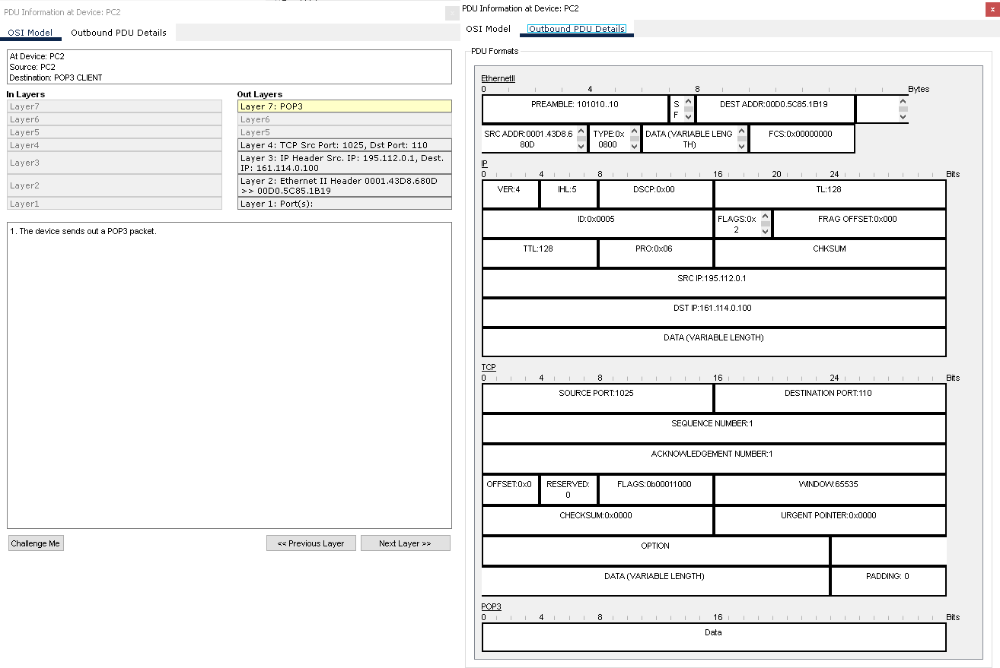 PDU Information at Device: PC2
x
OSI Model Outbound PDU Details
At Device: PC2
Source: PC2
Destination: POP3 CLIENT
In Layers
Layer7
Layer6
Layer5
Layer4
Layer3
Layer2
Layer1
Out Layers
Layer 7: POP3
Layer6
Layer5
Layer 4: TCP Src Port: 1025, Dst Port: 110
Layer 3: IP Header Src. IP: 195.112.0.1, Dest.
IP: 161.114.0.100
Layer 2: Ethernet II Header 0001.43D8.680D
>> 00D0.5C85.1B19
Layer 1: Port(s):
1. The device sends out a POP3 packet.
Challenge Me << Previous Layer Next Layer >>
PDU Information at Device: PC2
x
OSI Model Outbound PDU Details
PDU Formats
EthernetII
0 4 8 Bytes
PREAMBLE: 101010..10 S DEST ADDR:00D0.5C85.1B19
F
SRC ADDR:0001.43D8.6 TYPE:0x DATA (VARIABLE LENG FCS:0x00000000
80D 0800 TH)
IP
0 4 8 16 20 24 Bits
VER:4 IHL:5 DSCP:0x00 TL:128
ID:0x0005 FLAGS:0x FRAG OFFSET:0x000
2
TTL:128 PRO:0x06 CHKSUM
SRC IP:195.112.0.1
DST IP:161.114.0.100
DATA (VARIABLE LENGTH)
TCP
0 4 8 16 24 Bits
SOURCE PORT:1025 DESTINATION PORT:110
SEQUENCE NUMBER:1
ACKNOWLEDGEMENT NUMBER:1
OFFSET:0x0 RESERVED: FLAGS:0b00011000 WINDOW:65535
0
CHECKSUM:0x0000 URGENT POINTER:0x0000
OPTION
DATA (VARIABLE LENGTH) PADDING: 0
POP3
0 4 8 16 24 Bits
Data